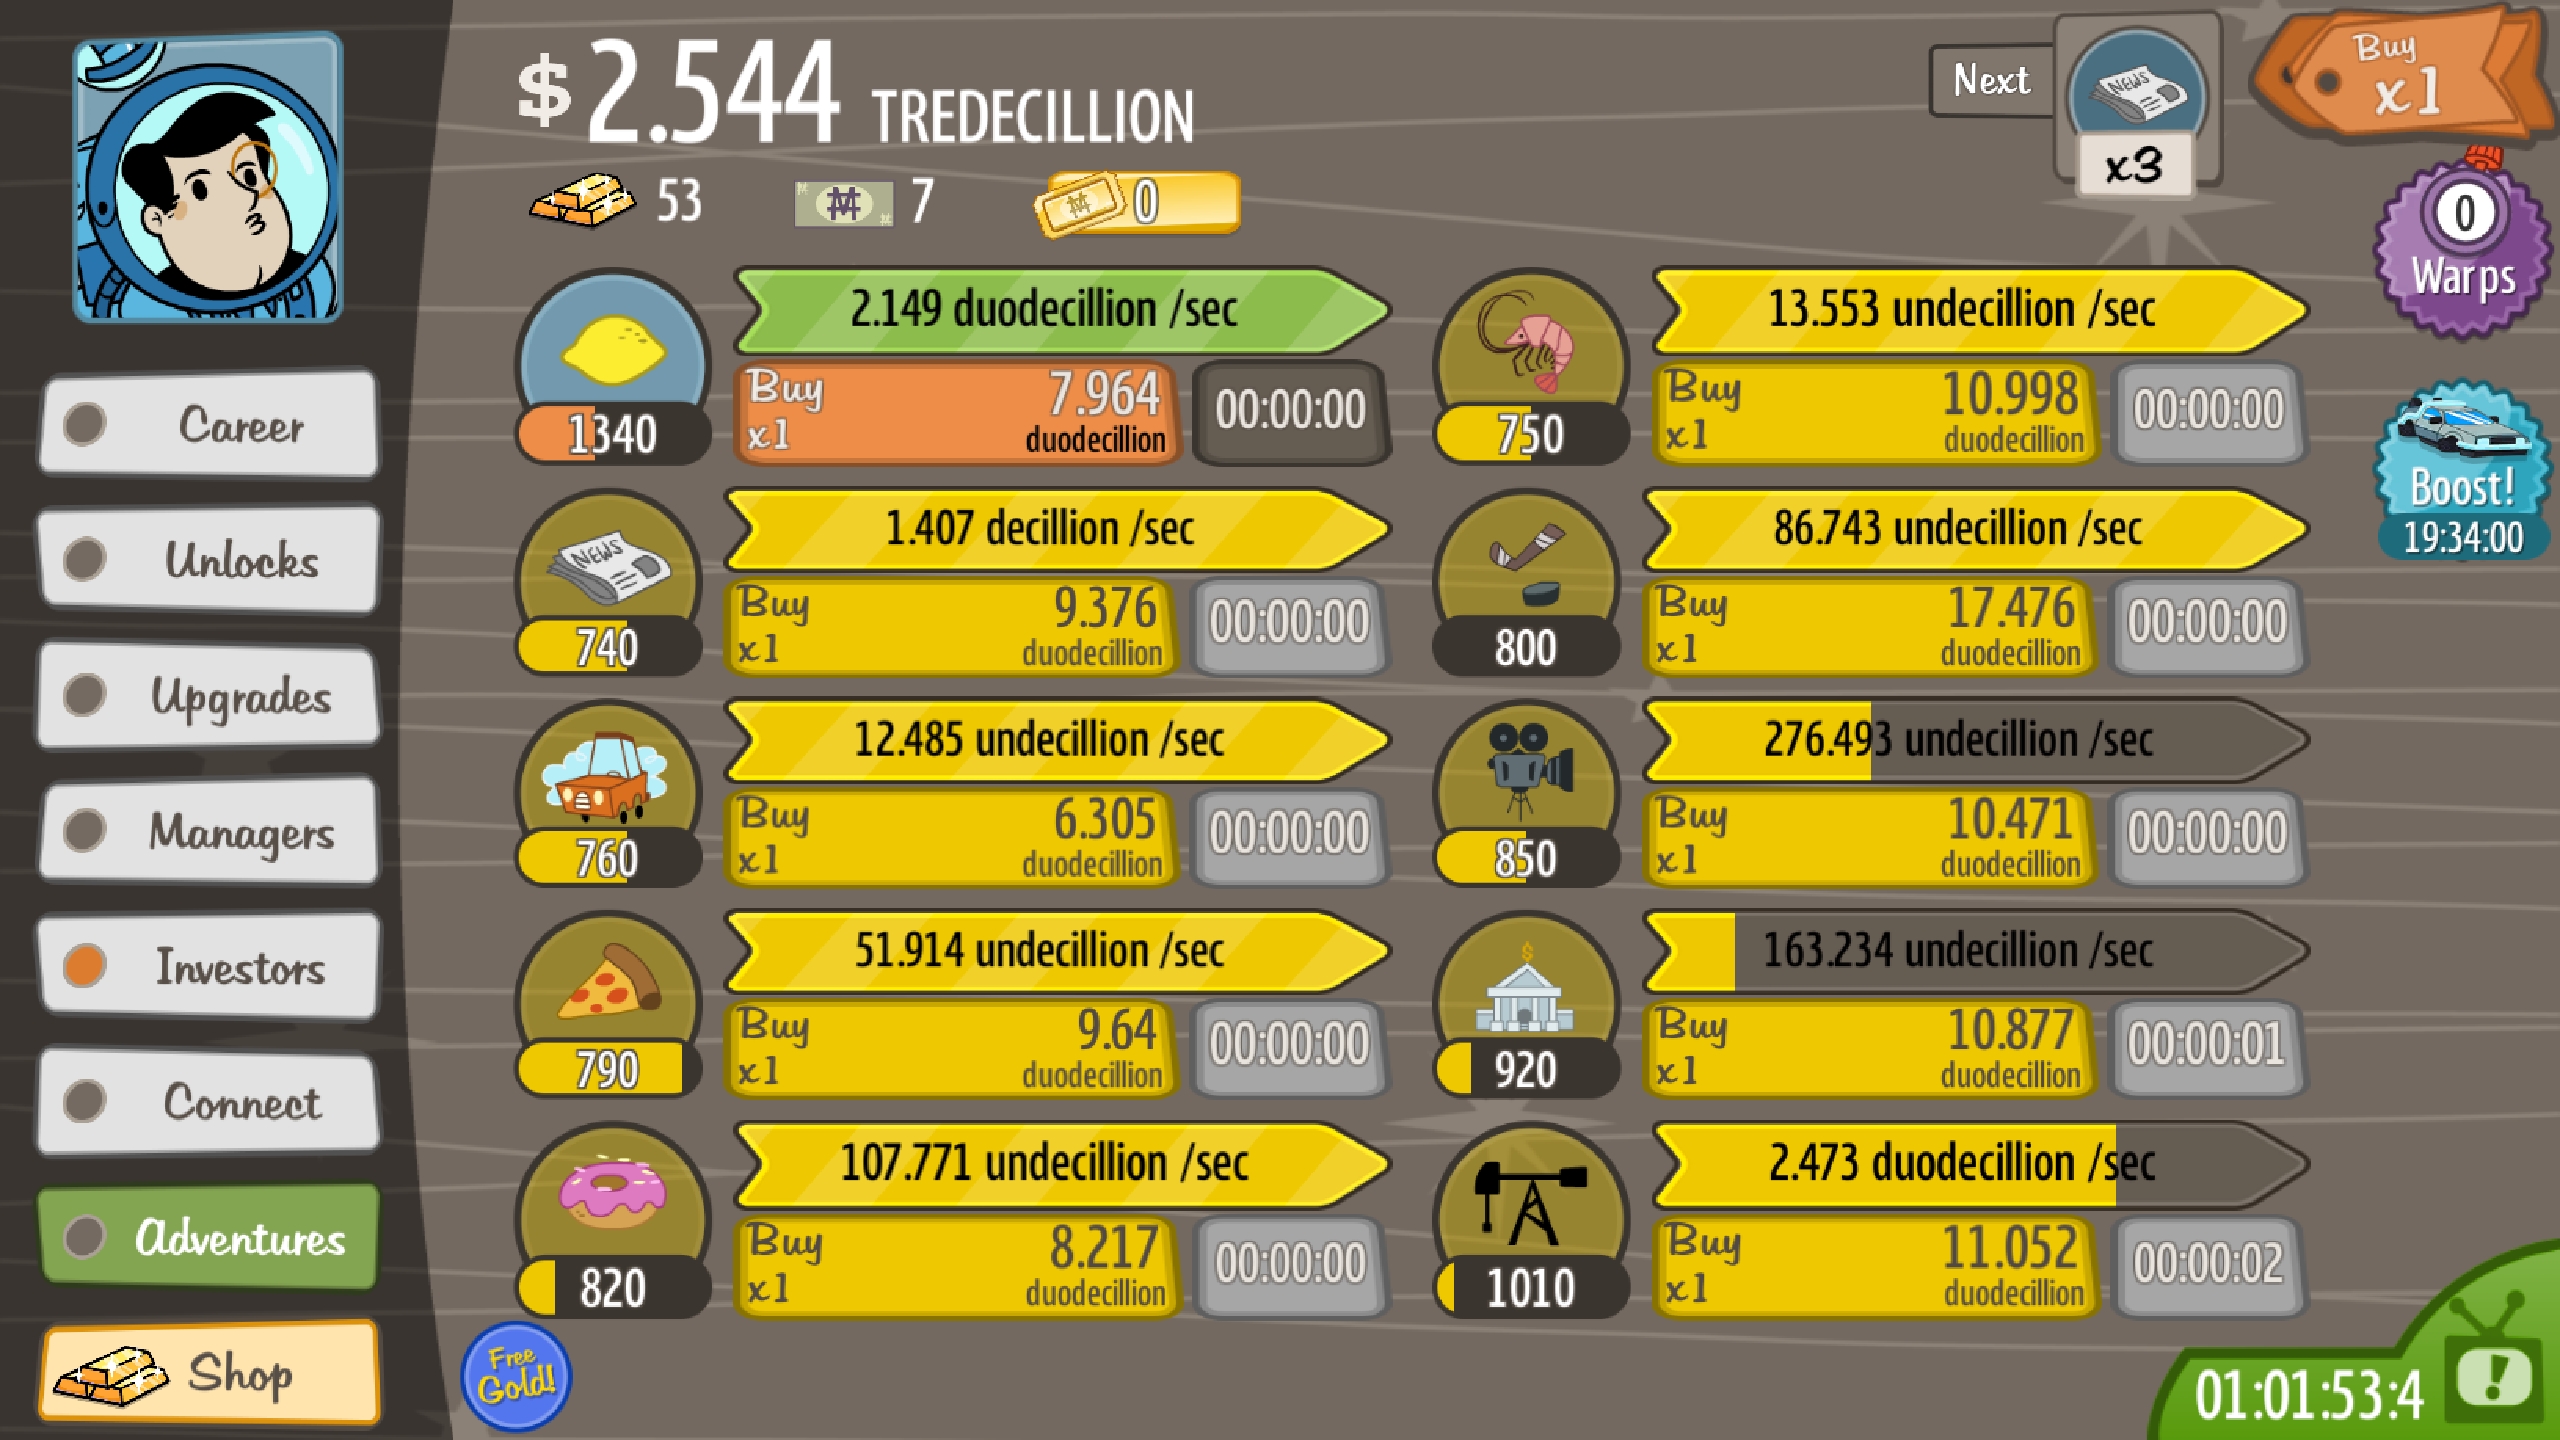 $2.544 TREDECILLION
53
7
0
Next
x3
Buy
x1
0
Warps
Boost!
19:34:00
Career
Unlocks
Upgrades
Managers
Investors
Connect
Adventures
Shop
2.149 duodecillion /sec
1340
Buy
x1
7.964
duodecillion
00:00:00
NEWS
1.407 decillion /sec
740
Buy
x1
9.376
duodecillion
00:00:00
12.485 undecillion /sec
760
Buy
x1
6.305
duodecillion
00:00:00
51.914 undecillion /sec
790
Buy
x1
9.64
duodecillion
00:00:00
107.771 undecillion /sec
820
Buy
x1
8.217
duodecillion
00:00:00
13.553 undecillion /sec
750
Buy
x1
10.998
duodecillion
00:00:00
86.743 undecillion /sec
800
Buy
x1
17.476
duodecillion
00:00:00
276.493 undecillion /sec
850
Buy
x1
10.471
duodecillion
00:00:00
163.234 undecillion /sec
920
Buy
x1
10.877
duodecillion
00:00:01
2.473 duodecillion /sec
1010
Buy
x1
11.052
duodecillion
00:00:02
Free
Gold!
01:01:53:4